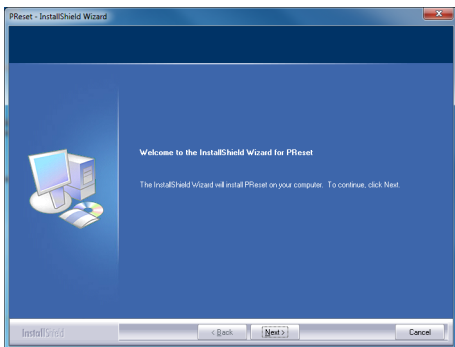 PReset - InstallShield Wizard
Welcome to the InstallShield Wizard for PReset
The InstallShield Wizard will install PReset on your computer. To continue, click Next.
InstallShield
< Back
Next >
Cancel